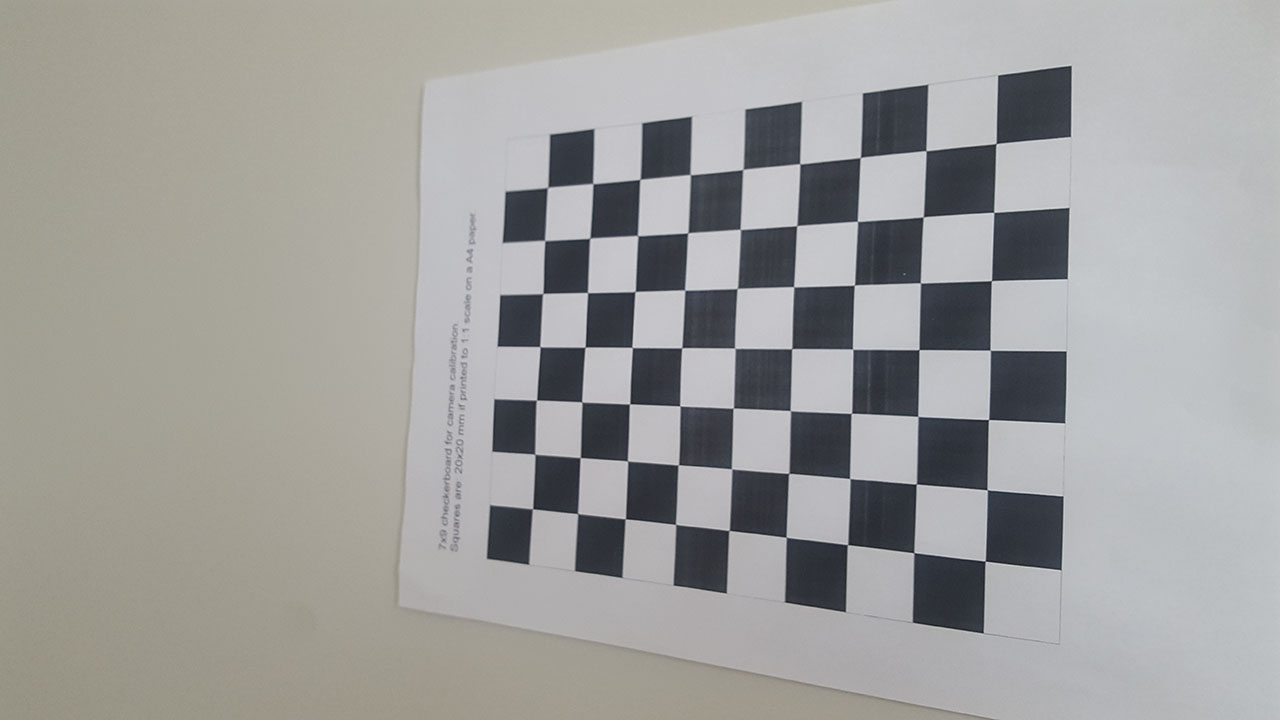 7x9 checkerboard for camera calibration.
Squares are 20x20 mm if printed to 1:1 scale on a A4 paper